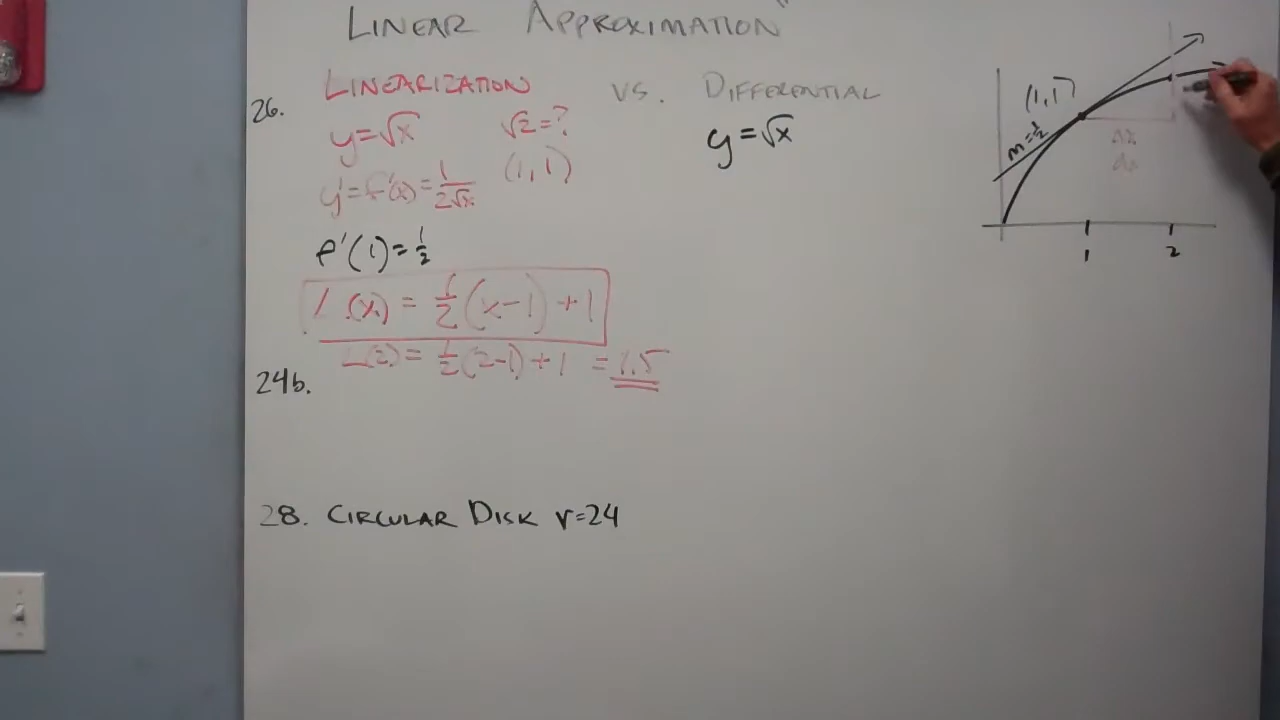 LINEAR APPROXIMATION"
26. LINEARIZATION VS. DIFFERENTIAL
y=√x √2=? y=√x
y'=f'(x)=1/2√x (1,1)
f'(1)=1/2
L(x) = 1/2(x-1)+1
L(2) = 1/2(2-1)+1 = 1.5
24b.
28. CIRCULAR DISK r=24
(1,1)
m=1/2
Δx
dx
1 2